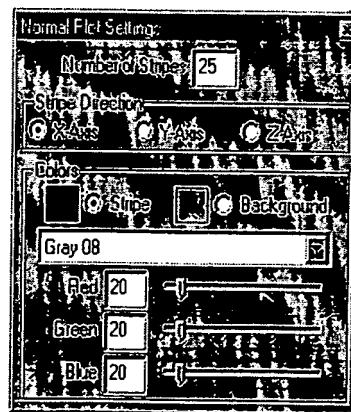 Normal Plot Settings
Number of Stripes 25
Stripe Direction
X-Axis Y-Axis Z-Axis
Colors
Stripe Background
Gray 08
Red 20
Green 20
Blue 20